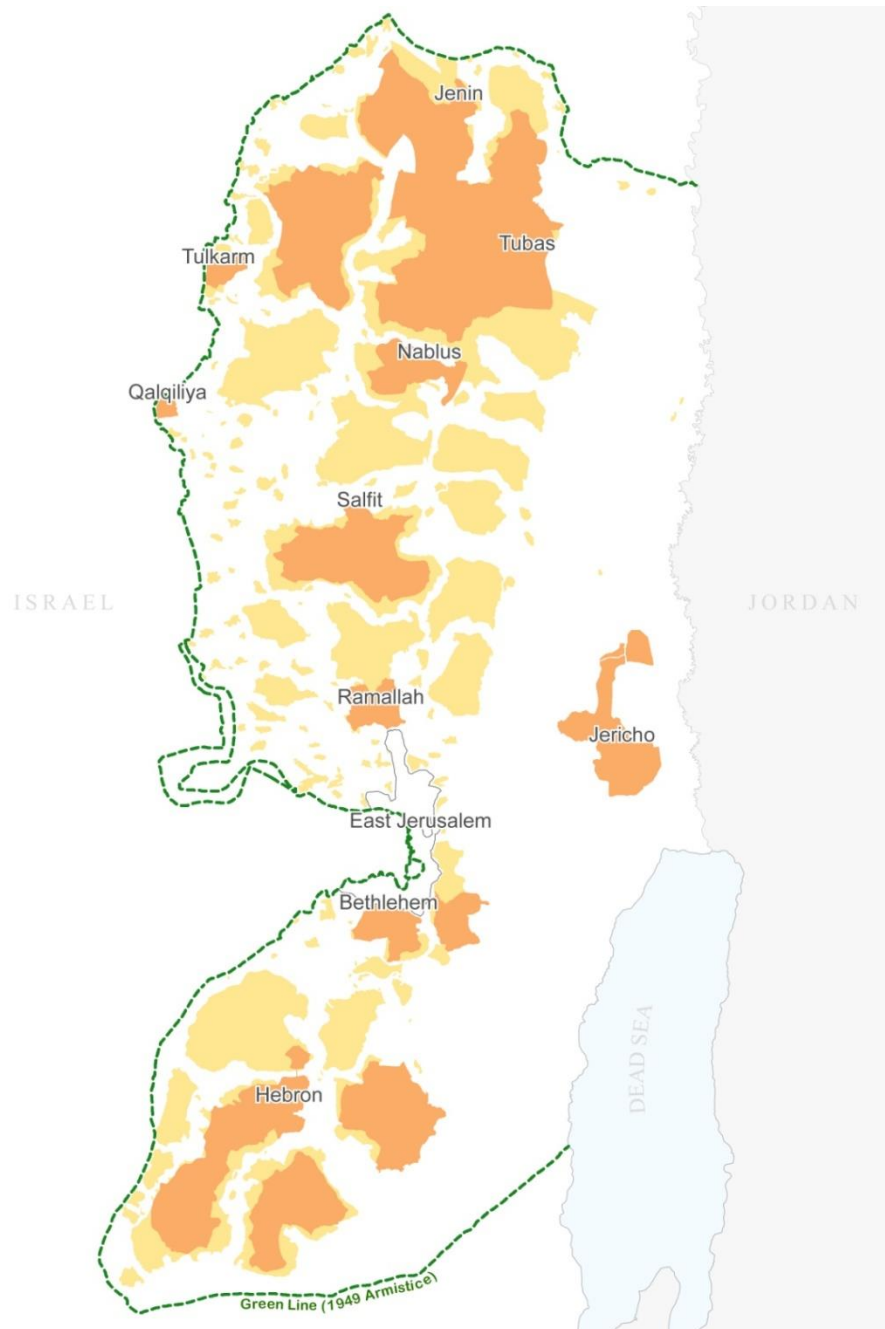 Jenin
Tubas
Tulkarm
Nablus
Qalqiliya
Salfit
ISRAEL
JORDAN
Ramallah
Jericho
East Jerusalem
Bethlehem
DEAD SEA
Hebron
Green Line (1949 Armistice)